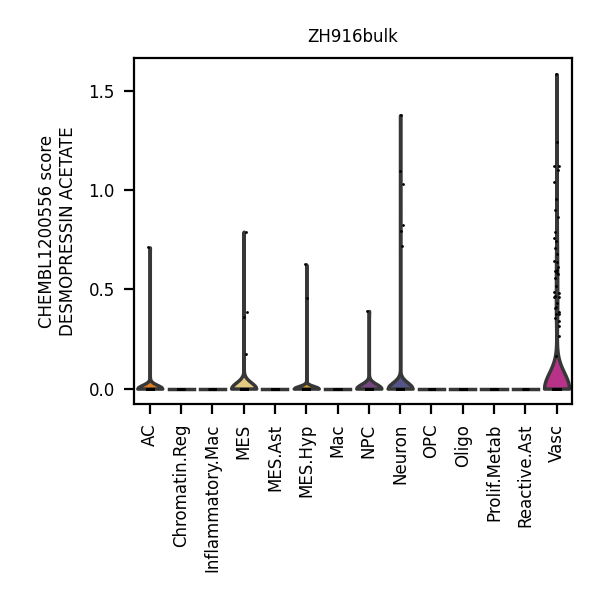 ZH916bulk
CHEMBL1200556 score
DESMOPRESSIN ACETATE
1.5
1.0
0.5
0.0
AC
Chromatin.Reg
Inflammatory.Mac
MES
MES.Ast
MES.Hyp
Mac
NPC
Neuron
OPC
Oligo
Prolif.Metab
Reactive.Ast
Vasc